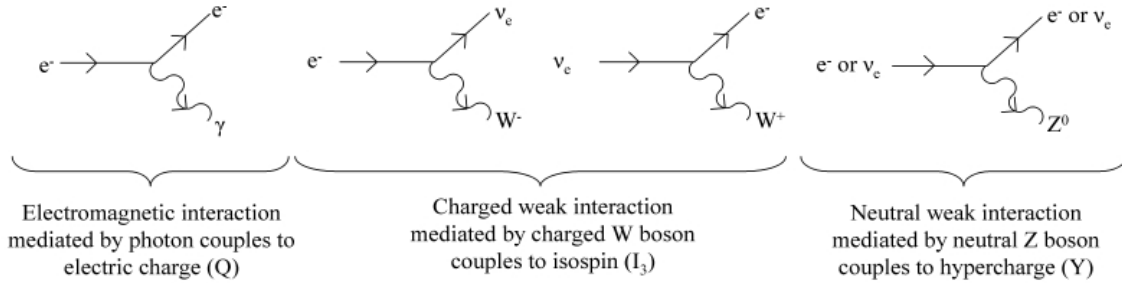 e⁻ e⁻ γ
e⁻ νₑ W⁻
νₑ e⁻ W⁺
e⁻ or νₑ e⁻ or νₑ Z⁰
Electromagnetic interaction
mediated by photon couples to
electric charge (Q)
Charged weak interaction
mediated by charged W boson
couples to isospin (I₃)
Neutral weak interaction
mediated by neutral Z boson
couples to hypercharge (Y)